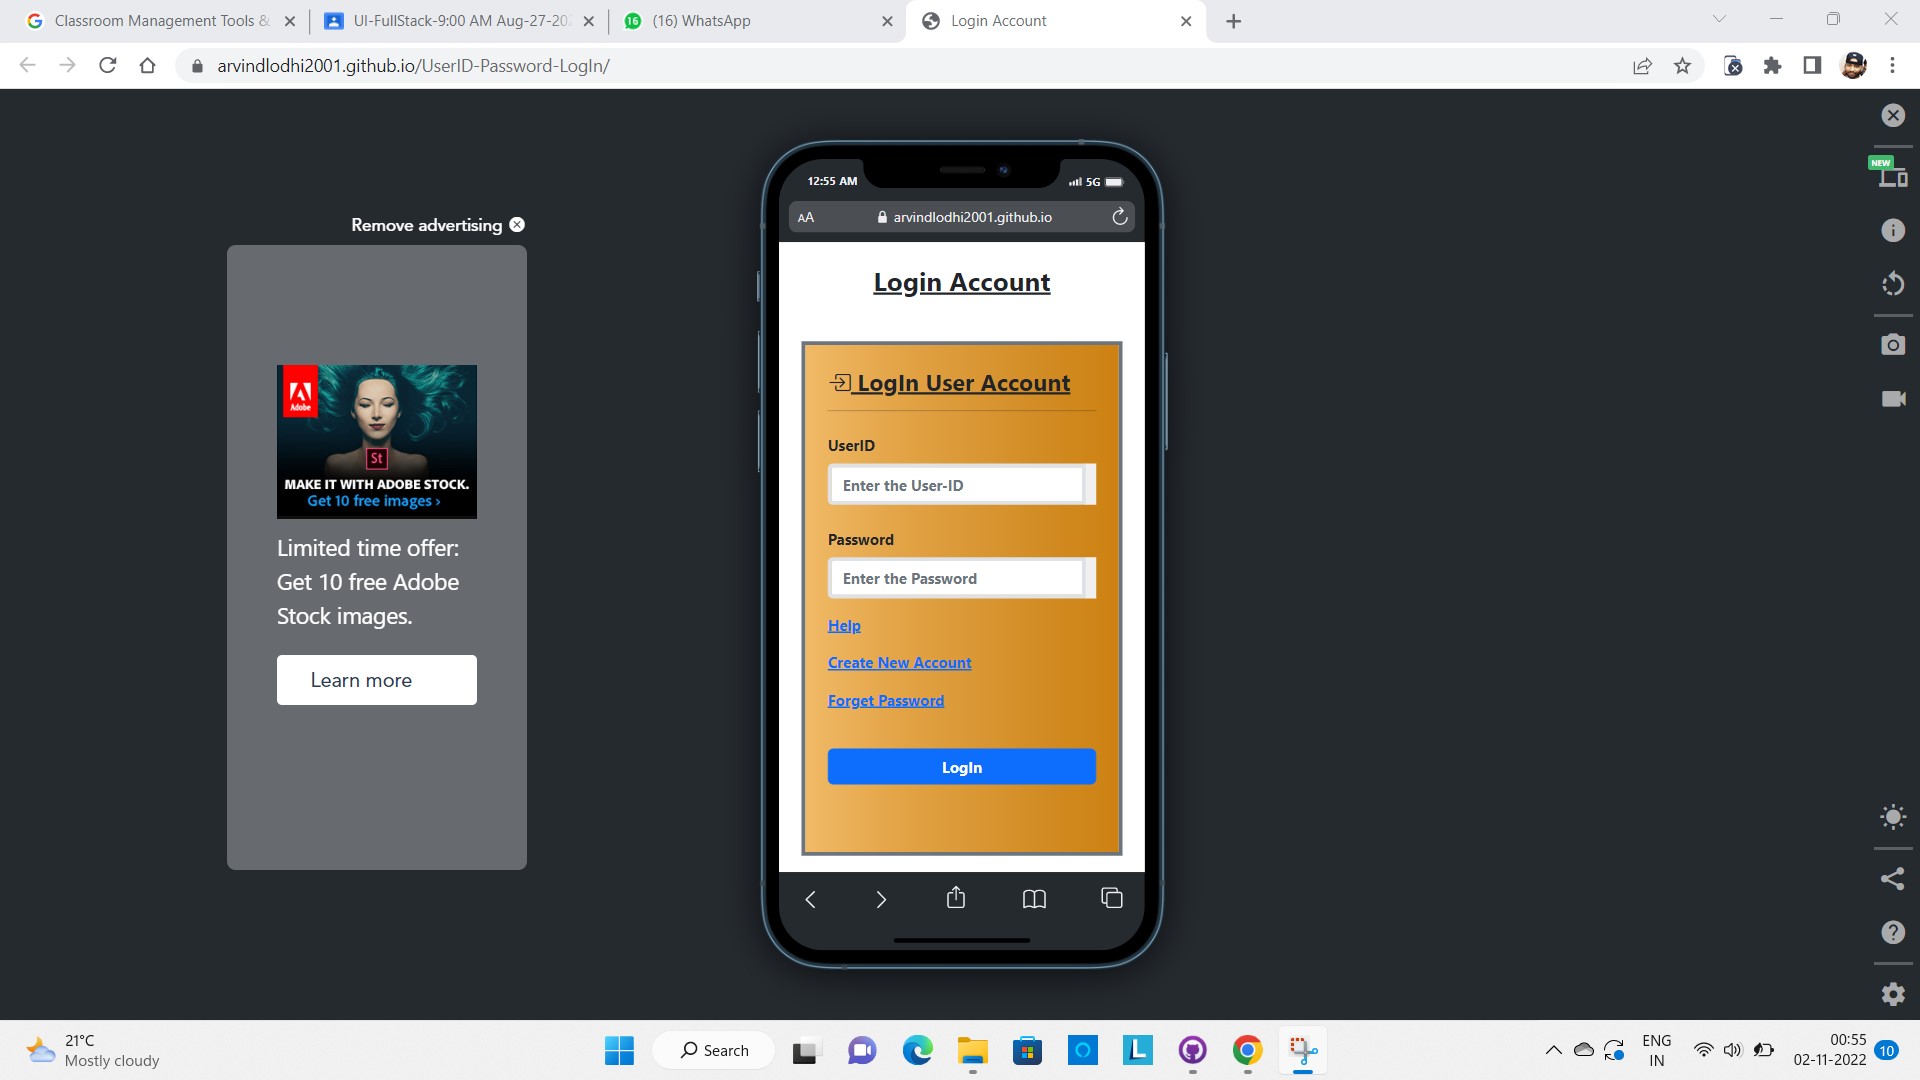 Classroom Management Tools &
UI-FullStack-9:00 AM Aug-27-20
16
(16) WhatsApp
Login Account
arvindlodhi2001.github.io/UserID-Password-LogIn/
NEW
Remove advertising
Adobe
St
MAKE IT WITH ADOBE STOCK.
Get 10 free images ›
Limited time offer:
Get 10 free Adobe
Stock images.
Learn more
12:55 AM
5G
AA
arvindlodhi2001.github.io
Login Account
LogIn User Account
UserID
Enter the User-ID
Password
Enter the Password
Help
Create New Account
Forget Password
LogIn
21°C
Mostly cloudy
Search
L
ENG
IN
00:55
02-11-2022
10